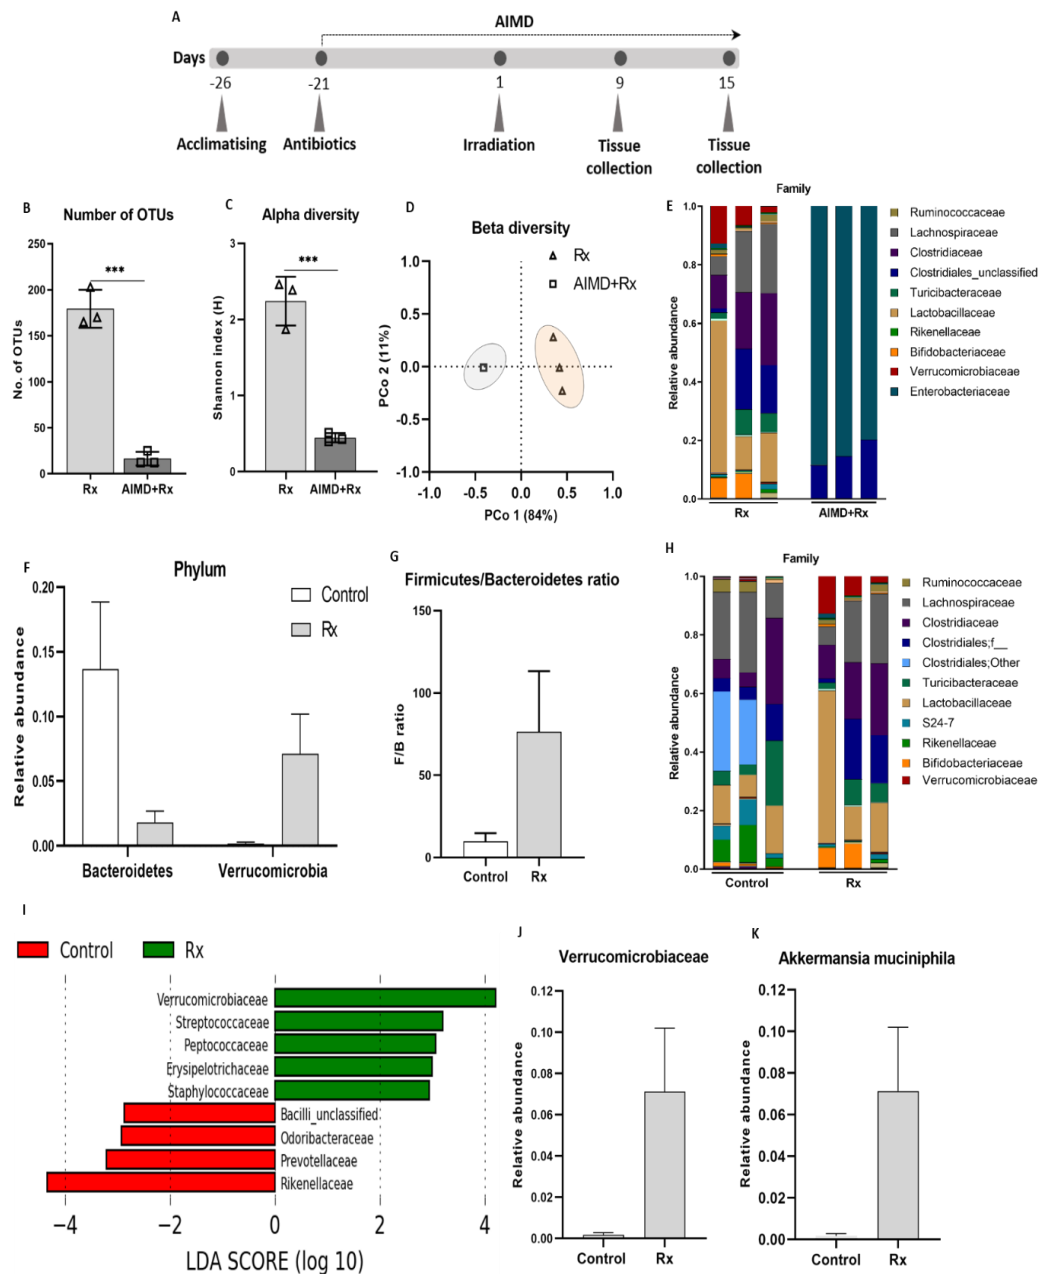 A
AIMD
Days
-26
-21
1
9
15
Acclimatising
Antibiotics
Irradiation
Tissue
collection
Tissue
collection
B
Number of OTUs
No. of OTUs
250
200
150
100
50
0
***
Rx
AIMD+Rx
C
Alpha diversity
Shannon index (H)
3
2
1
0
***
Rx
AIMD+Rx
D
Beta diversity
Rx
AIMD+Rx
PCo 2 (11%)
1.0
0.5
0.0
-0.5
-1.0
-1.0
-0.5
0.0
0.5
1.0
PCo 1 (84%)
E
Family
Relative abundance
1.0
0.8
0.6
0.4
0.2
0.0
Rx
AIMD+Rx
Ruminococcaceae
Lachnospiraceae
Clostridiaceae
Clostridiales_unclassified
Turicibacteraceae
Lactobacillaceae
Rikenellaceae
Bifidobacteriaceae
Verrucomicrobiaceae
Enterobacteriaceae
F
Phylum
Control
Rx
Relative abundance
0.20
0.15
0.10
0.05
0.00
Bacteroidetes
Verrucomicrobia
G
Firmicutes/Bacteroidetes ratio
F/B ratio
150
100
50
0
Control
Rx
H
Family
Relative abundance
1.0
0.8
0.6
0.4
0.2
0.0
Control
Rx
Ruminococcaceae
Lachnospiraceae
Clostridiaceae
Clostridiales;f__
Clostridiales;Other
Turicibacteraceae
Lactobacillaceae
S24-7
Rikenellaceae
Bifidobacteriaceae
Verrucomicrobiaceae
I
Control
Rx
Verrucomicrobiaceae
Streptococcaceae
Peptococcaceae
Erysipelotrichaceae
Staphylococcaceae
Bacilli_unclassified
Odoribacteraceae
Prevotellaceae
Rikenellaceae
−4
−2
0
2
4
LDA SCORE (log 10)
J
Verrucomicrobiaceae
Relative abundance
0.12
0.10
0.08
0.06
0.04
0.02
0.00
Control
Rx
K
Akkermansia muciniphila
Relative abundance
0.12
0.10
0.08
0.06
0.04
0.02
0.00
Control
Rx